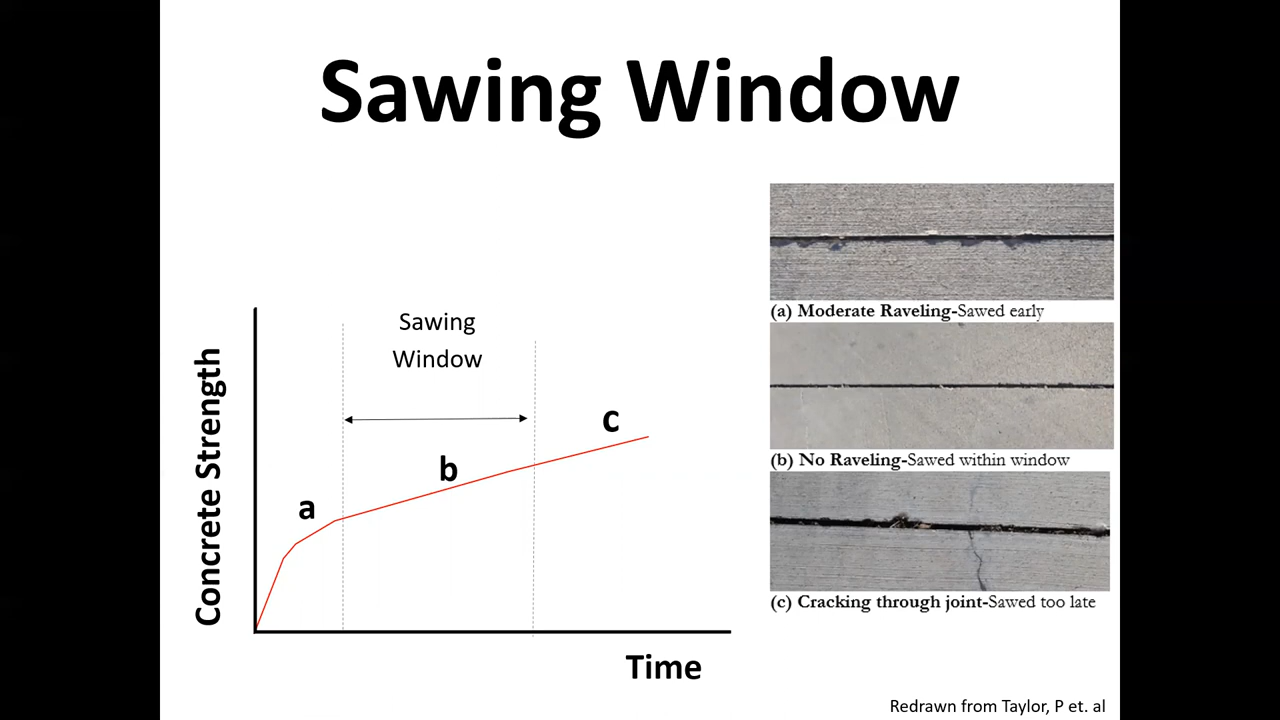 Sawing Window
Sawing
Window
Concrete Strength
a
b
c
Time
(a) Moderate Raveling-Sawed early
(b) No Raveling-Sawed within window
(c) Cracking through joint-Sawed too late
Redrawn from Taylor, P et. al